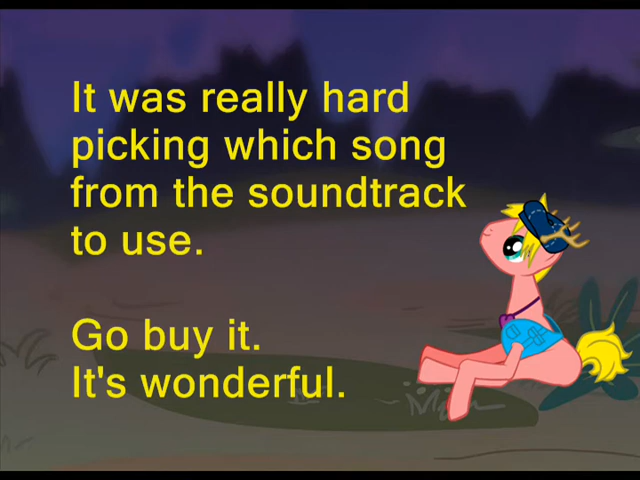 It was really hard
picking which song
from the soundtrack
to use.
Go buy it.
It's wonderful.